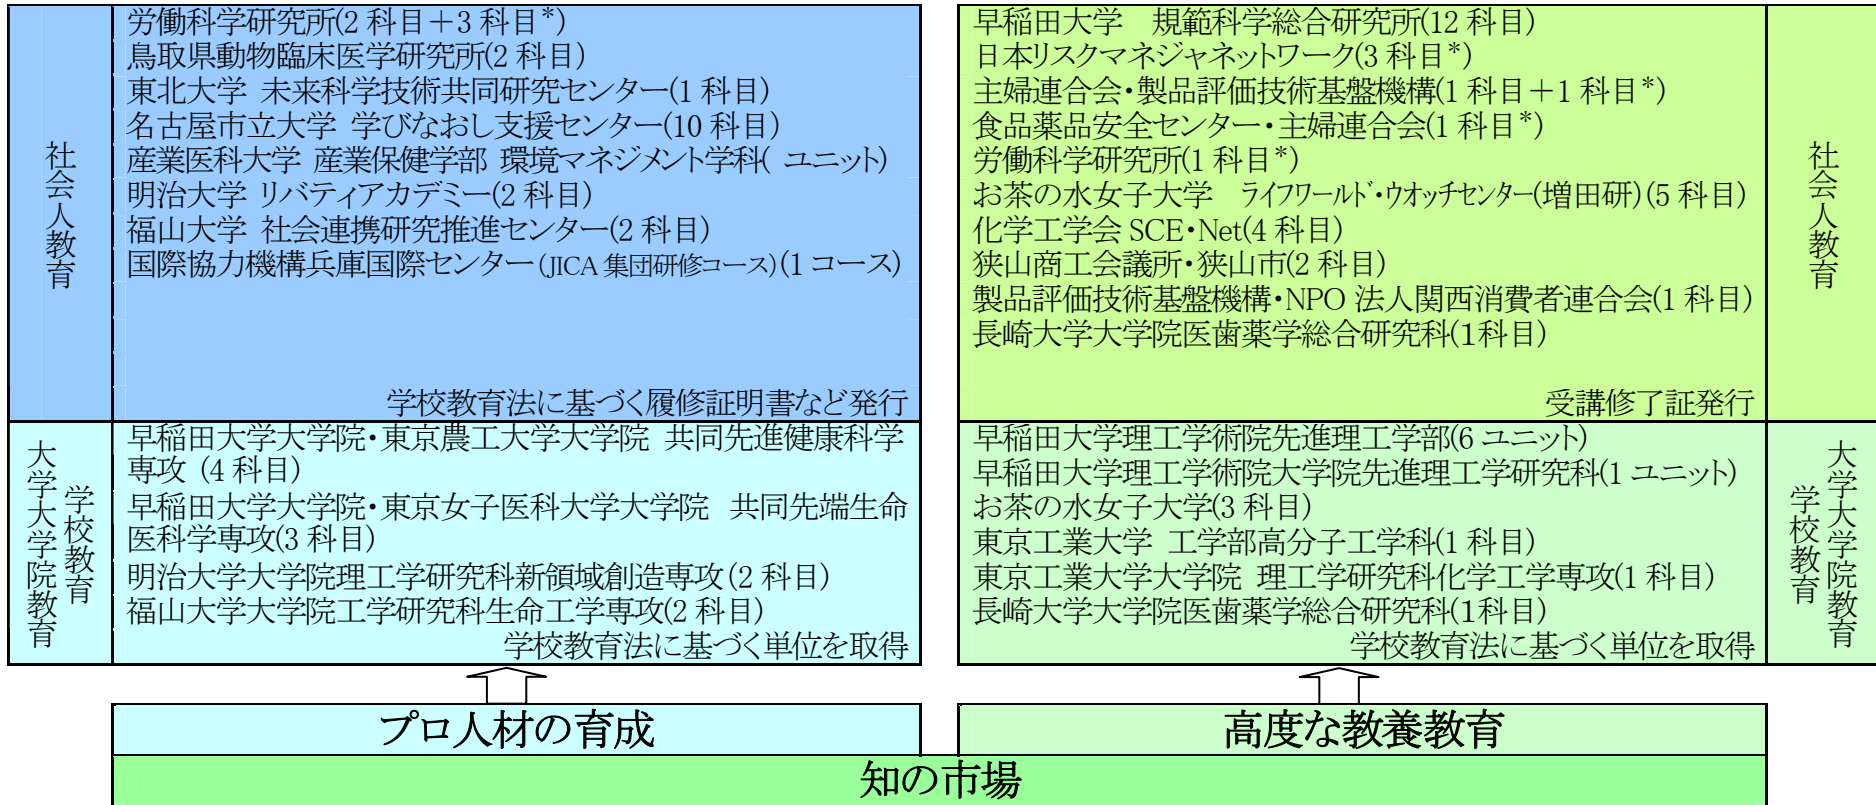 社会人教育
労働科学研究所(2 科目＋3 科目*)
鳥取県動物臨床医学研究所(2 科目)
東北大学 未来科学技術共同研究センター(1 科目)
名古屋市立大学 学びなおし支援センター(10 科目)
産業医科大学 産業保健学部 環境マネジメント学科( ユニット)
明治大学 リバティアカデミー(2 科目)
福山大学 社会連携研究推進センター(2 科目)
国際協力機構兵庫国際センター(JICA 集団研修コース)(1 コース)
学校教育法に基づく履修証明書など発行
学校教育
大学大学院教育
早稲田大学大学院・東京農工大学大学院 共同先進健康科学
専攻 (4 科目)
早稲田大学大学院・東京女子医科大学大学院 共同先端生命
医科学専攻(3 科目)
明治大学大学院理工学研究科新領域創造専攻(2 科目)
福山大学大学院工学研究科生命工学専攻(2 科目)
学校教育法に基づく単位を取得
プロ人材の育成
早稲田大学　規範科学総合研究所(12 科目)
日本リスクマネジャネットワーク(3 科目*)
主婦連合会・製品評価技術基盤機構(1 科目＋1 科目*)
食品薬品安全センター・主婦連合会(1 科目*)
労働科学研究所(1 科目*)
お茶の水女子大学　ライフワールド・ウオッチセンター(増田研)(5 科目)
化学工学会 SCE・Net(4 科目)
狭山商工会議所・狭山市(2 科目)
製品評価技術基盤機構・NPO 法人関西消費者連合会(1 科目)
長崎大学大学院医歯薬学総合研究科(1科目)
受講修了証発行
社会人教育
早稲田大学理工学術院先進理工学部(6 ユニット)
早稲田大学理工学術院大学院先進理工学研究科(1 ユニット)
お茶の水女子大学(3 科目)
東京工業大学 工学部高分子工学科(1 科目)
東京工業大学大学院 理工学研究科化学工学専攻(1 科目)
長崎大学大学院医歯薬学総合研究科(1科目)
学校教育法に基づく単位を取得
大学大学院教育
学校教育
高度な教養教育
知の市場